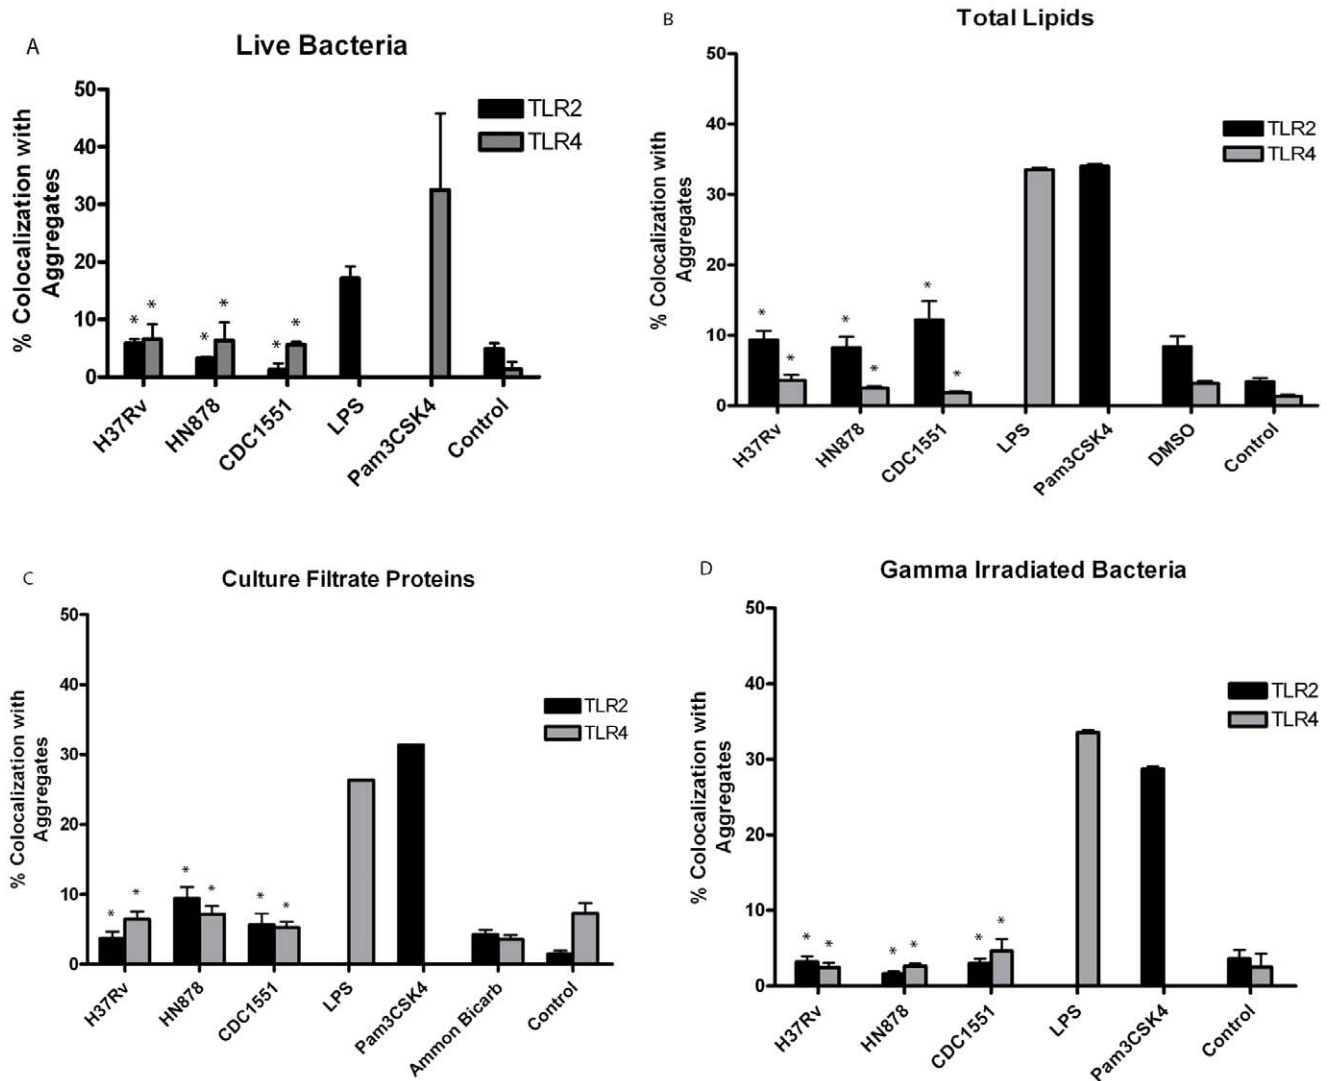 A
Live Bacteria
% Colocalization with
Aggregates
50
40
30
20
10
0
TLR2
TLR4
* * * * * *
H37Rv
HN878
CDC1551
LPS
Pam3CSK4
Control
B
Total Lipids
% Colocalization with
Aggregates
50
40
30
20
10
0
TLR2
TLR4
* * * * * *
H37Rv
HN878
CDC1551
LPS
Pam3CSK4
DMSO
Control
C
Culture Filtrate Proteins
% Colocalization with
Aggregates
50
40
30
20
10
0
TLR2
TLR4
* * * * * *
H37Rv
HN878
CDC1551
LPS
Pam3CSK4
Ammon Bicarb
Control
D
Gamma Irradiated Bacteria
% Colocalization with
Aggregates
50
40
30
20
10
0
TLR2
TLR4
* * * * * *
H37Rv
HN878
CDC1551
LPS
Pam3CSK4
Control